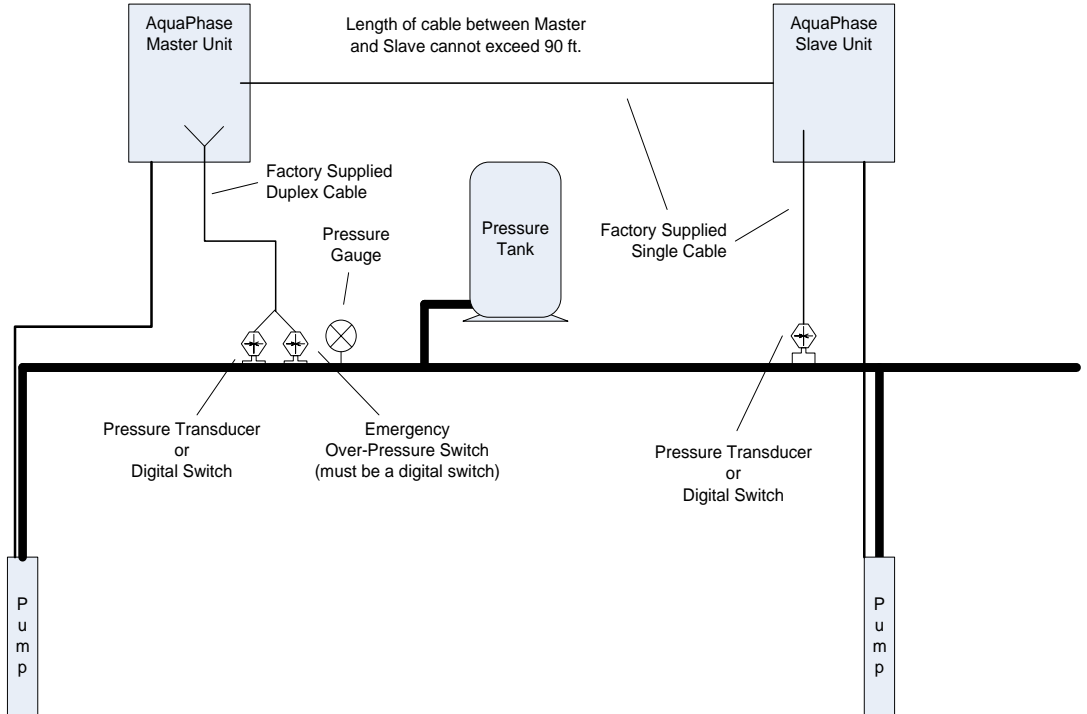 AquaPhase
Master Unit
Length of cable between Master
and Slave cannot exceed 90 ft.
AquaPhase
Slave Unit
Factory Supplied
Duplex Cable
Pressure
Gauge
Pressure
Tank
Factory Supplied
Single Cable
Pressure Transducer
or
Digital Switch
Emergency
Over-Pressure Switch
(must be a digital switch)
Pressure Transducer
or
Digital Switch
Pump
Pump